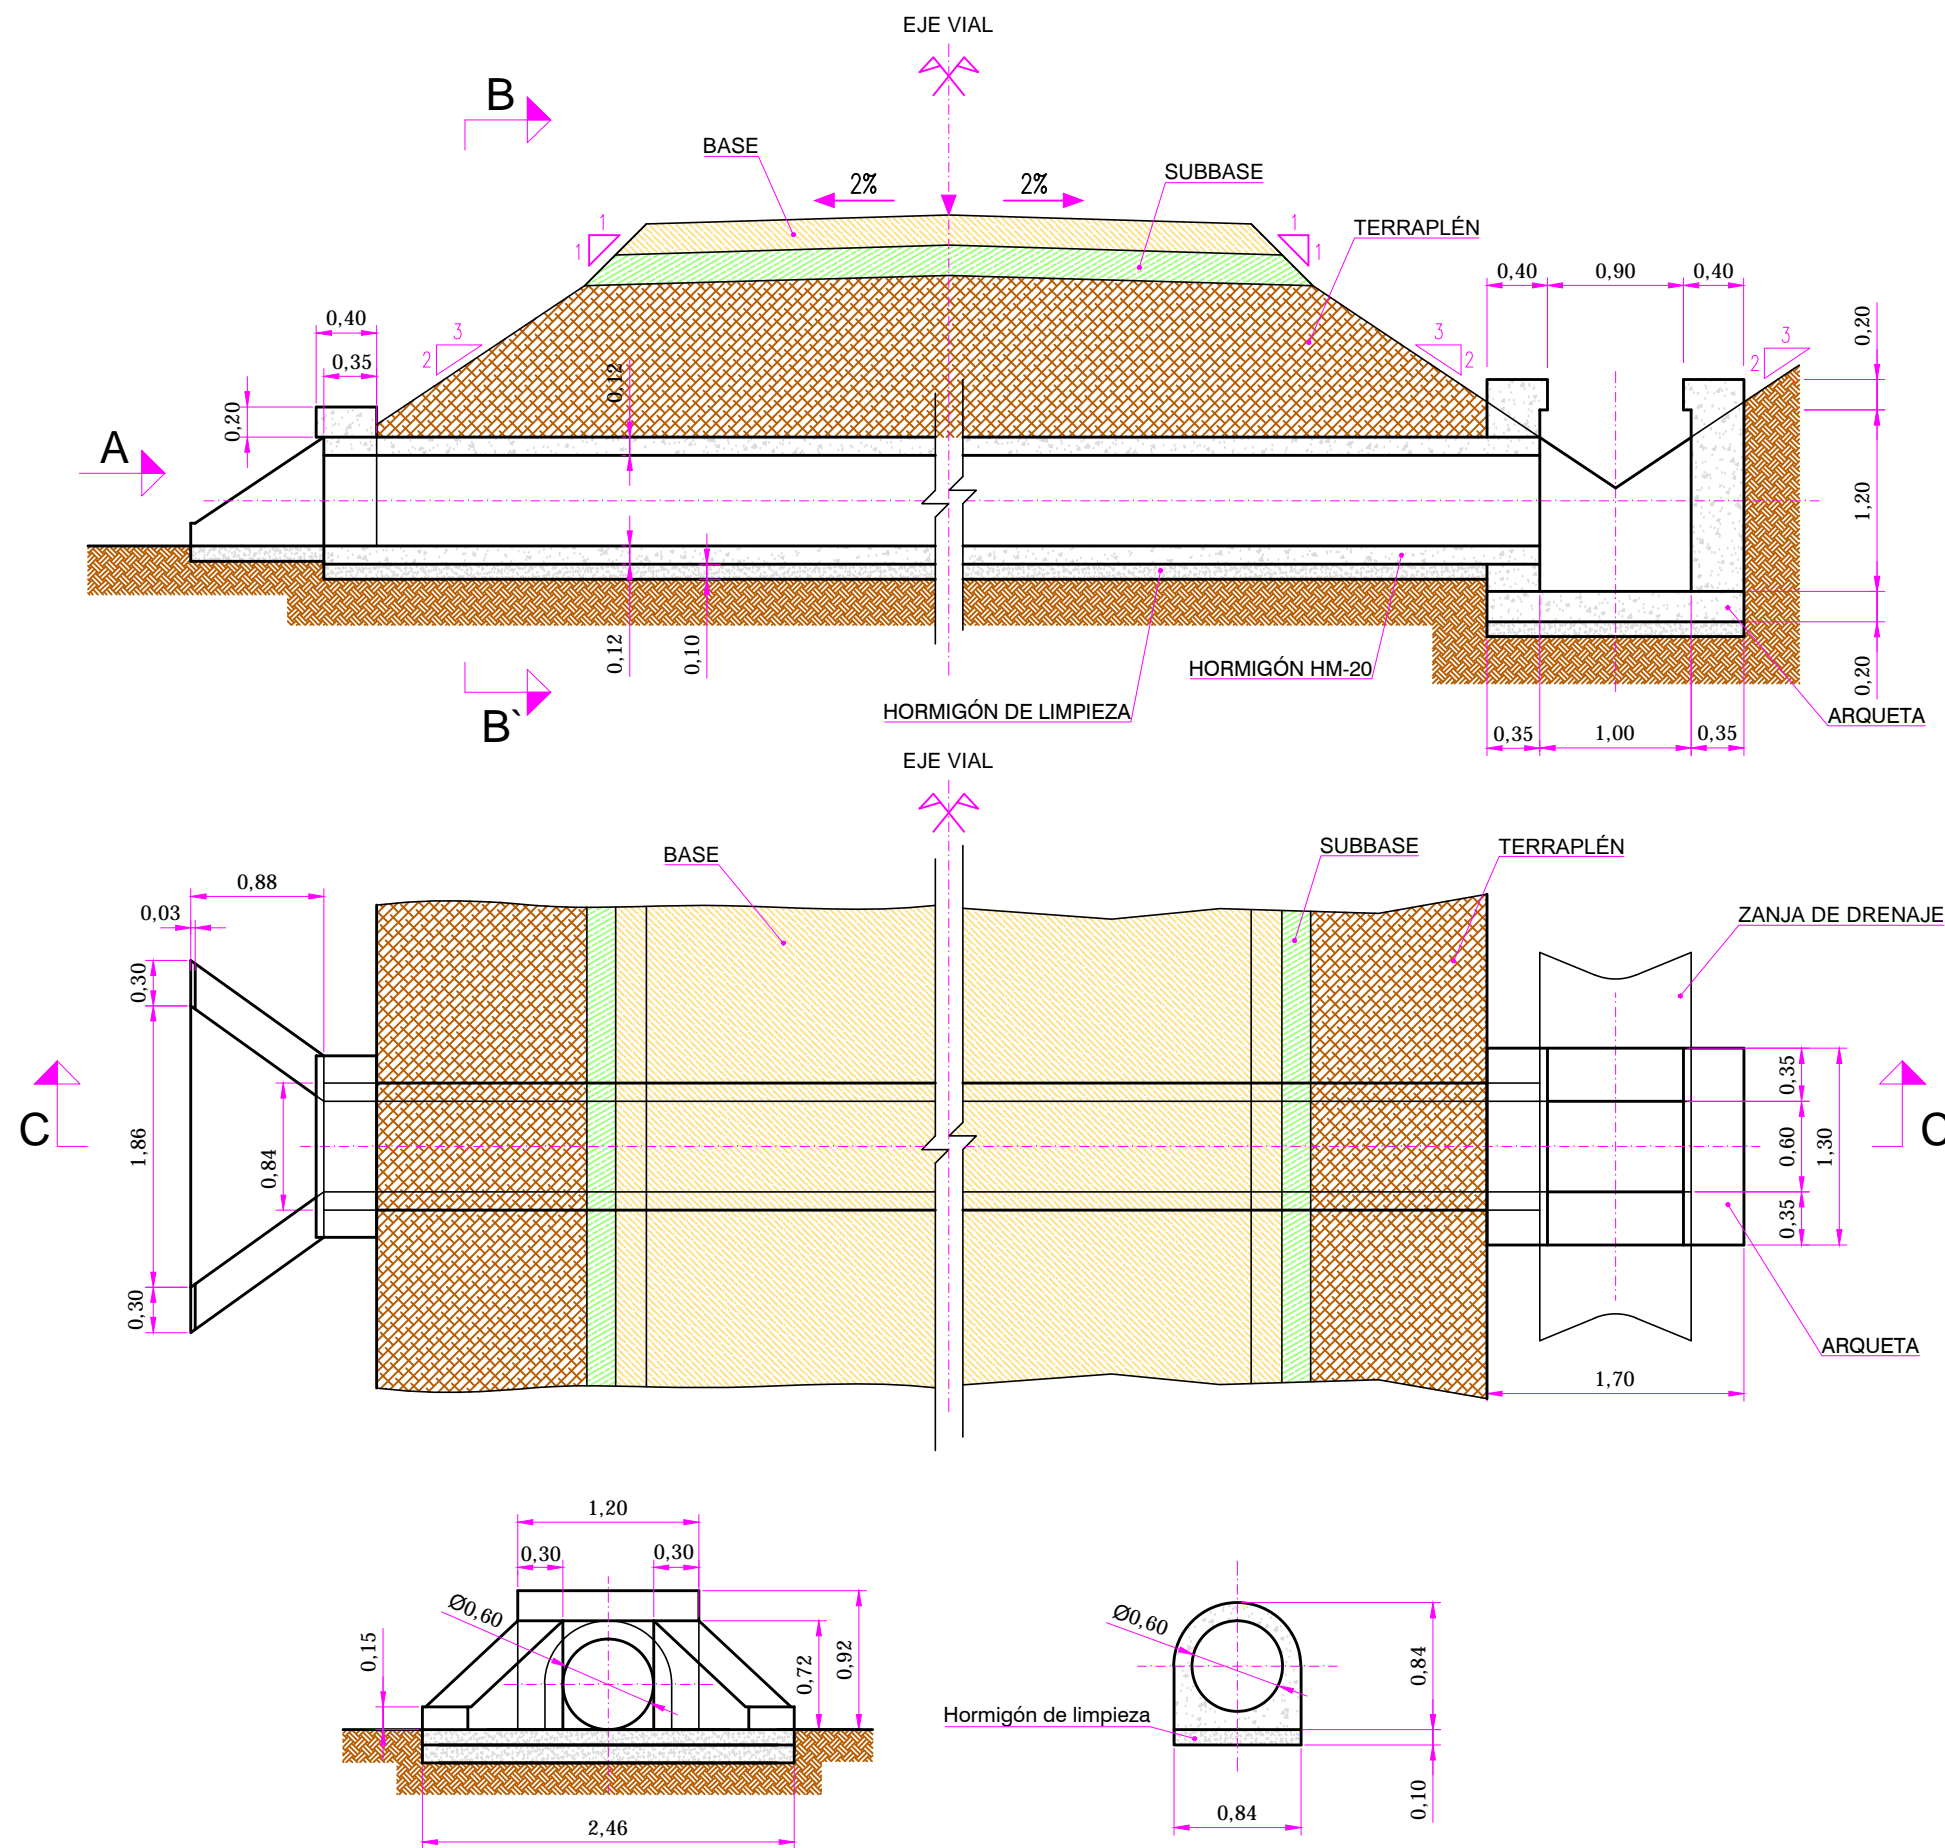 EJE VIAL
B
BASE
2%
2%
SUBBASE
1
1
1
1
TERRAPLÉN
0,40
0,90
0,40
0,20
0,40
3
2
0,35
0,12
3
2
3
2
0,20
A
1,20
0,12
0,10
0,20
HORMIGÓN HM-20
HORMIGÓN DE LIMPIEZA
B`
ARQUETA
0,35
1,00
0,35
EJE VIAL
BASE
SUBBASE
TERRAPLÉN
0,88
0,03
ZANJA DE DRENAJE
0,30
1,86
0,84
0,30
C
0,35
0,60
1,30
0,35
C
ARQUETA
1,70
1,20
0,30
0,30
Ø0,60
0,15
0,72
0,92
2,46
Ø0,60
0,84
Hormigón de limpieza
0,10
0,84